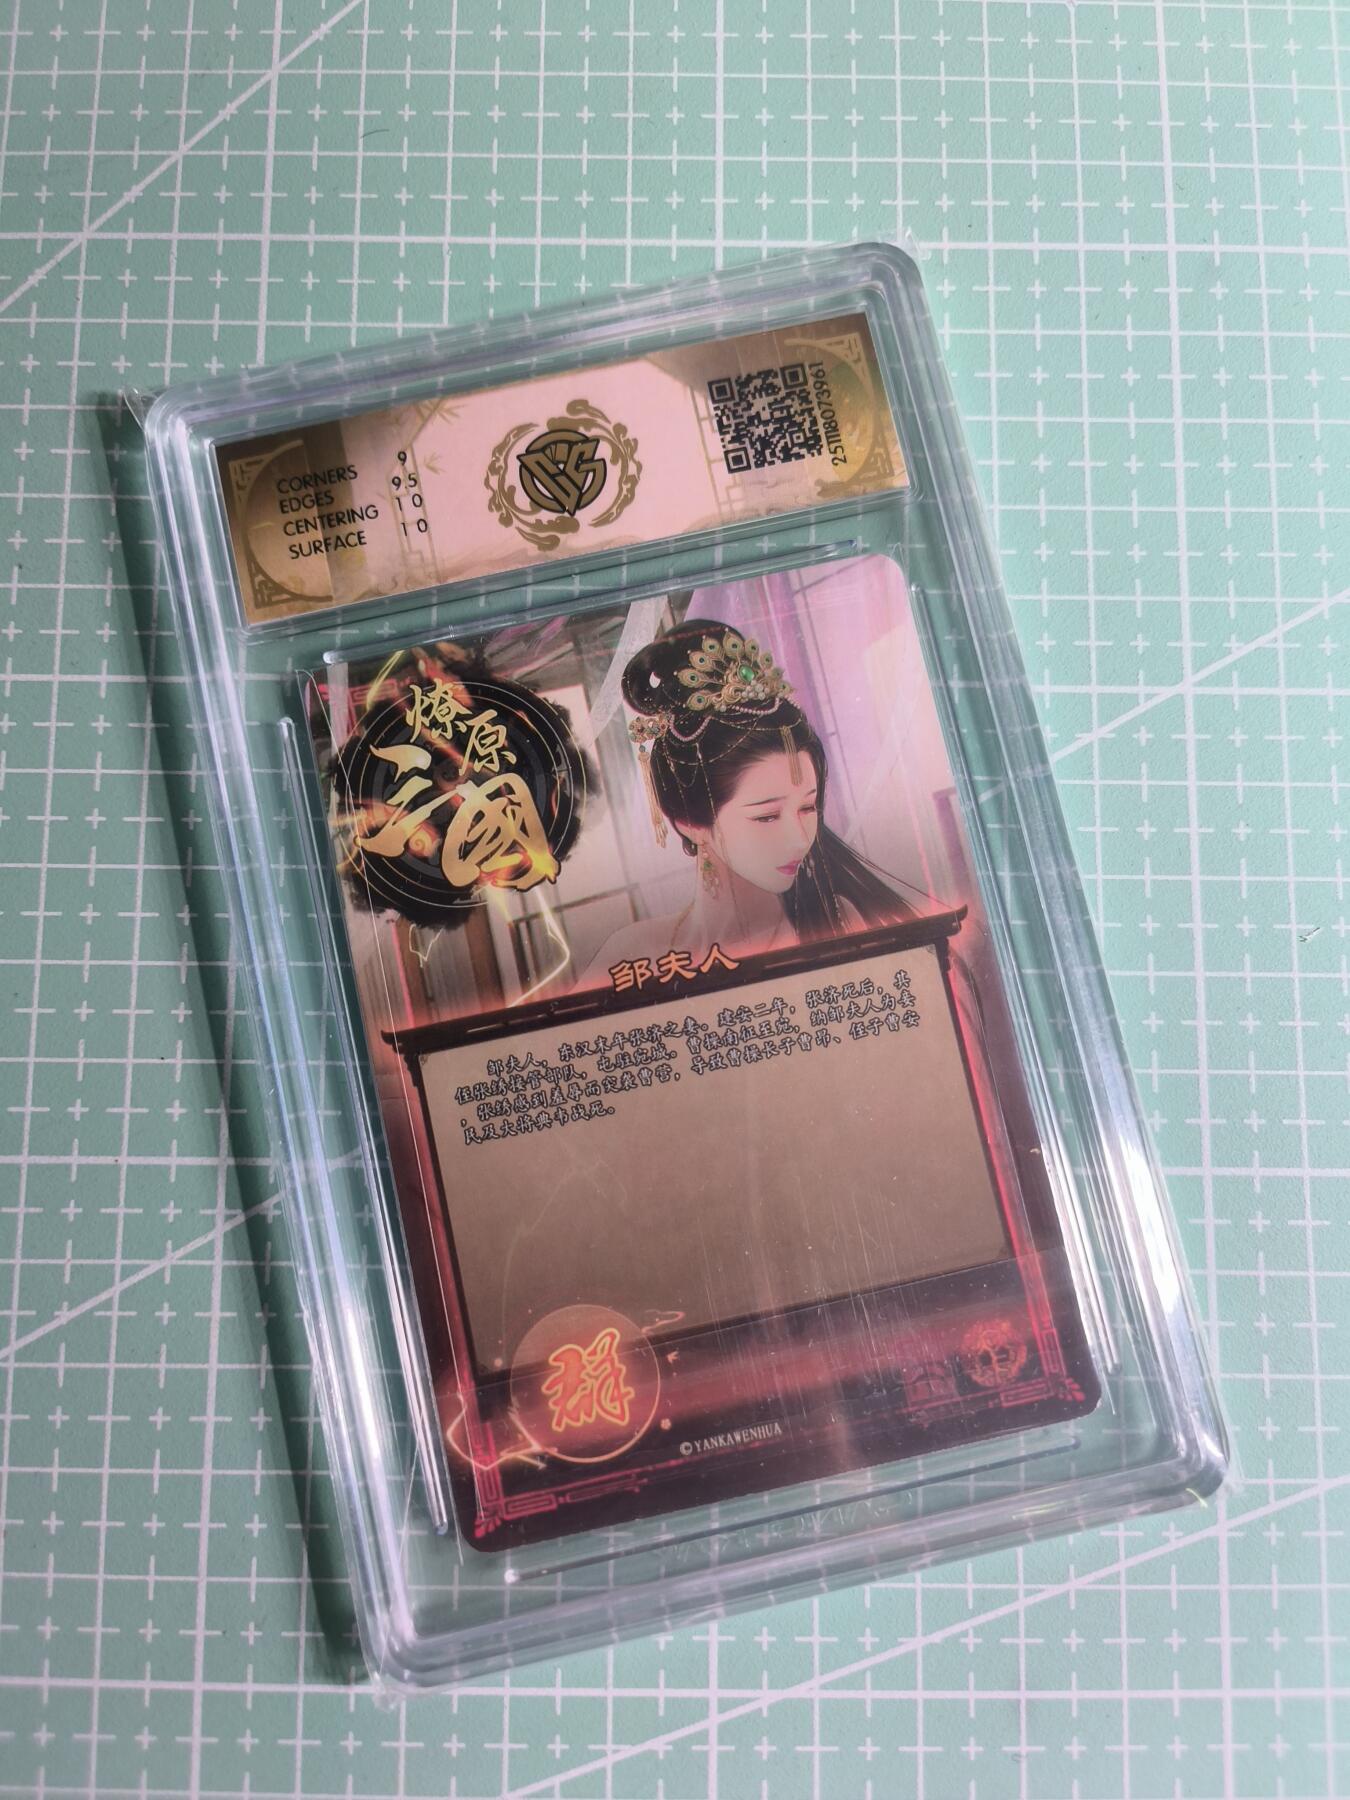 CORNERS 9
EDGES 9.5
CENTERING 10
SURFACE 10
CCS
2511180073961
燎原
三國
邹夫人
邹夫人，东汉末年张济之妻。建安二年，张济死后，其
侄张绣接管部队，屯驻宛城。曹操南征至宛，纳邹夫人为妾
，张绣感到羞辱而突袭曹营，导致曹操长子曹昂、侄子曹安
民及大将典韦战死。
群
©YANKAWENHUA